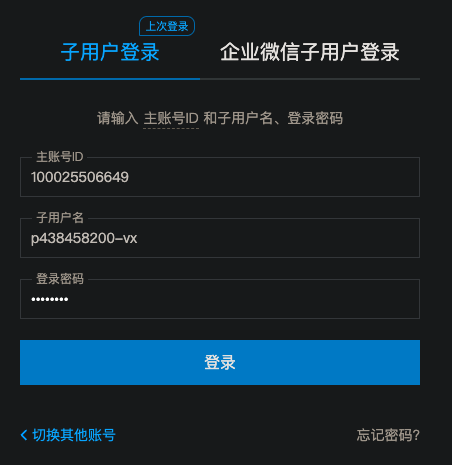 上次登录
子用户登录 企业微信子用户登录
请输入 主账号ID 和子用户名、登录密码
主账号ID
100025506649
子用户名
p438458200-vx
登录密码
••••••••
登录
切换其他账号 忘记密码?